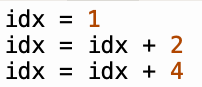 idx = 1
idx = idx + 2
idx = idx + 4